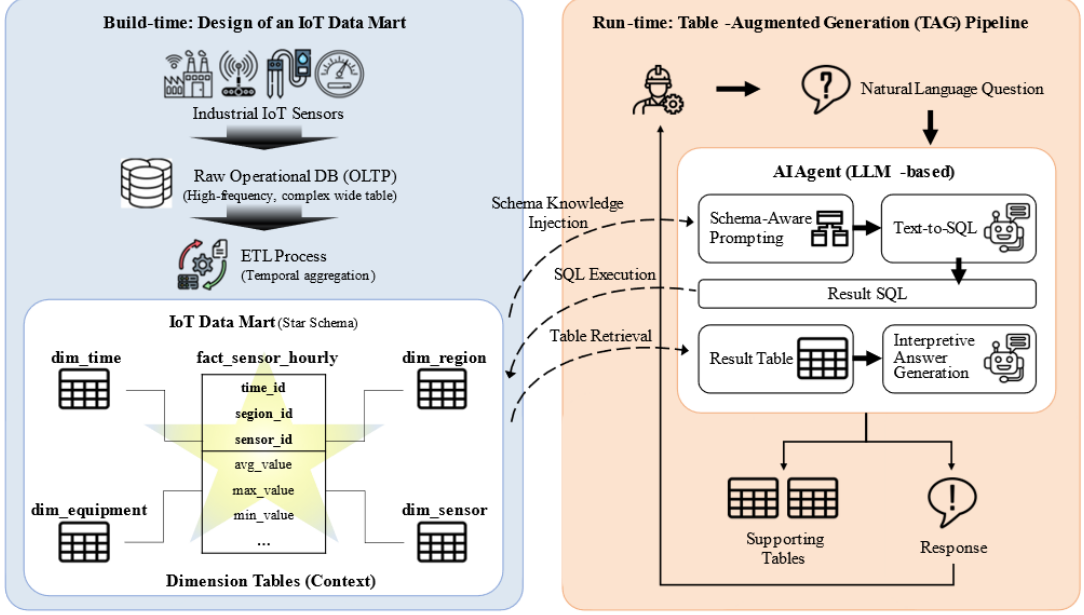 Build-time: Design of an IoT Data Mart
Industrial IoT Sensors
Raw Operational DB (OLTP)
(High-frequency, complex wide table)
ETL Process
(Temporal aggregation)
IoT Data Mart (Star Schema)
dim_time
fact_sensor_hourly
dim_region
time_id
segion_id
sensor_id
avg_value
max_value
min_value
...
dim_equipment
dim_sensor
Dimension Tables (Context)
Schema Knowledge
Injection
SQL Execution
Table Retrieval
Run-time: Table -Augmented Generation (TAG) Pipeline
?
Natural Language Question
AI Agent (LLM -based)
Schema-Aware
Prompting
Text-to-SQL
Result SQL
Result Table
Interpretive
Answer
Generation
Supporting
Tables
!
Response